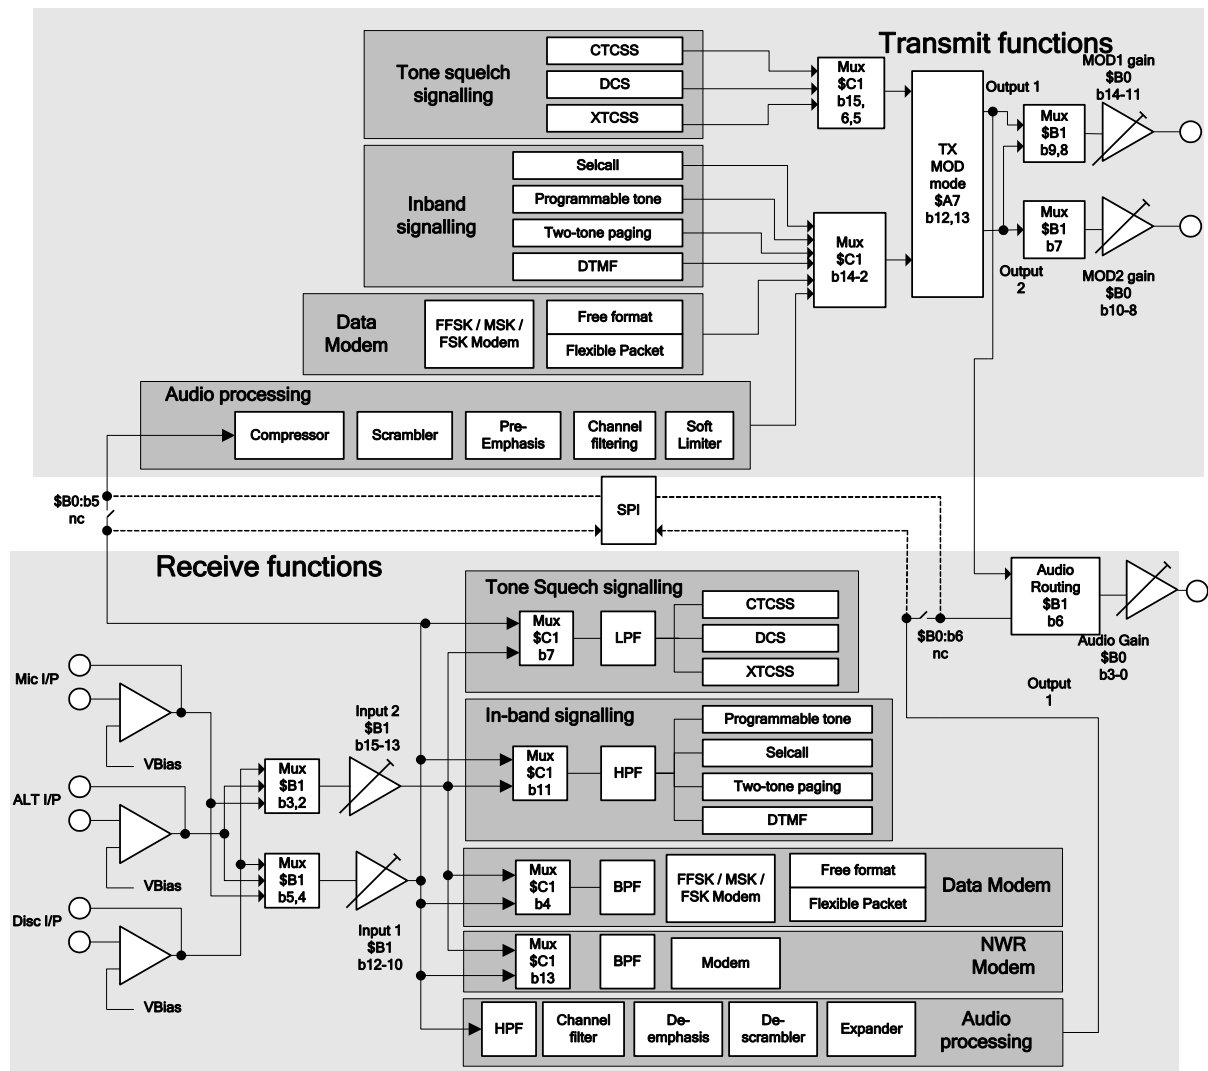 Transmit functions
Tone squelch
signalling
CTCSS
DCS
XTCSS
Mux
$C1
b15,
6,5
Inband
signalling
Selcall
Programmable tone
Two-tone paging
DTMF
Mux
$C1
b14-2
TX
MOD
mode
$A7
b12,13
Output 1
Mux
$B1
b9,8
MOD1 gain
$B0
b14-11
Mux
$B1
b7
Output
2
MOD2 gain
$B0
b10-8
Data
Modem
FFSK / MSK /
FSK Modem
Free format
Flexible Packet
Audio processing
Compressor
Scrambler
Pre-
Emphasis
Channel
filtering
Soft
Limiter
$B0:b5
nc
SPI
Receive functions
Audio
Routing
$B1
b6
$B0:b6
nc
Audio Gain
$B0
b3-0
Output
1
Tone Squech signalling
Mux
$C1
b7
LPF
CTCSS
DCS
XTCSS
Mic I/P
VBias
ALT I/P
VBias
Disc I/P
VBias
Mux
$B1
b3,2
Input 2
$B1
b15-13
Mux
$B1
b5,4
Input 1
$B1
b12-10
In-band signalling
Mux
$C1
b11
HPF
Programmable tone
Selcall
Two-tone paging
DTMF
Mux
$C1
b4
BPF
FFSK / MSK /
FSK Modem
Free format
Flexible Packet
Data Modem
Mux
$C1
b13
BPF
Modem
NWR
Modem
HPF
Channel
filter
De-
emphasis
De-
scrambler
Expander
Audio
processing